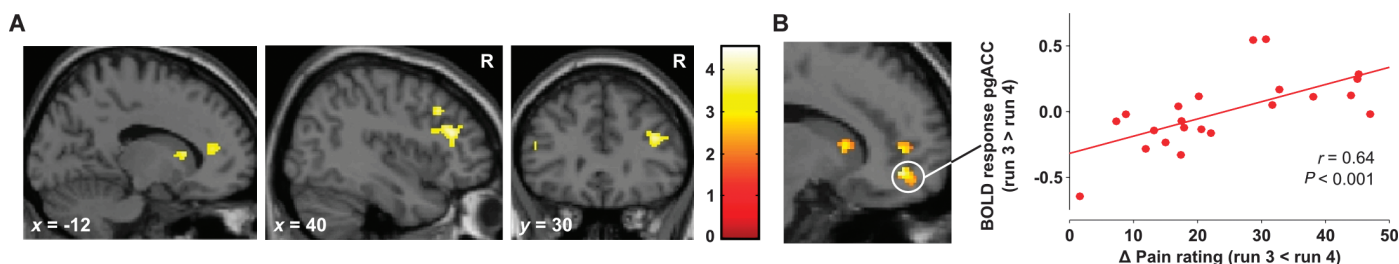 A
R
R
x = -12
x = 40
y = 30
4
3
2
1
0
B
BOLD response pgACC
(run 3 > run 4)
0.5
0.0
-0.5
r = 0.64
P < 0.001
0
10
20
30
40
50
Δ Pain rating (run 3 < run 4)